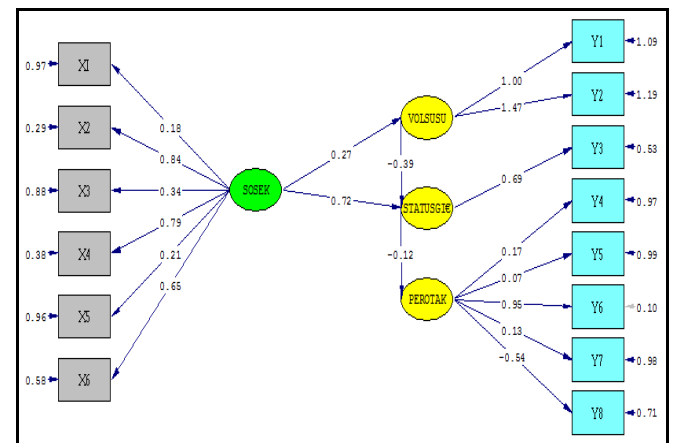 0.97 X1 0.18
0.29 X2 0.84
0.88 X3 0.34
0.38 X4 0.79
0.96 X5 0.21
0.58 X6 0.65
SOSEK
0.27
0.72
VOLSUSU
-0.39
STATUSGI€
-0.12
PEROTAK
1.00 Y1 1.09
1.47 Y2 1.19
0.69 Y3 0.53
0.17 Y4 0.97
0.07 Y5 0.99
0.95 Y6 0.10
0.13 Y7 0.98
-0.54 Y8 0.71